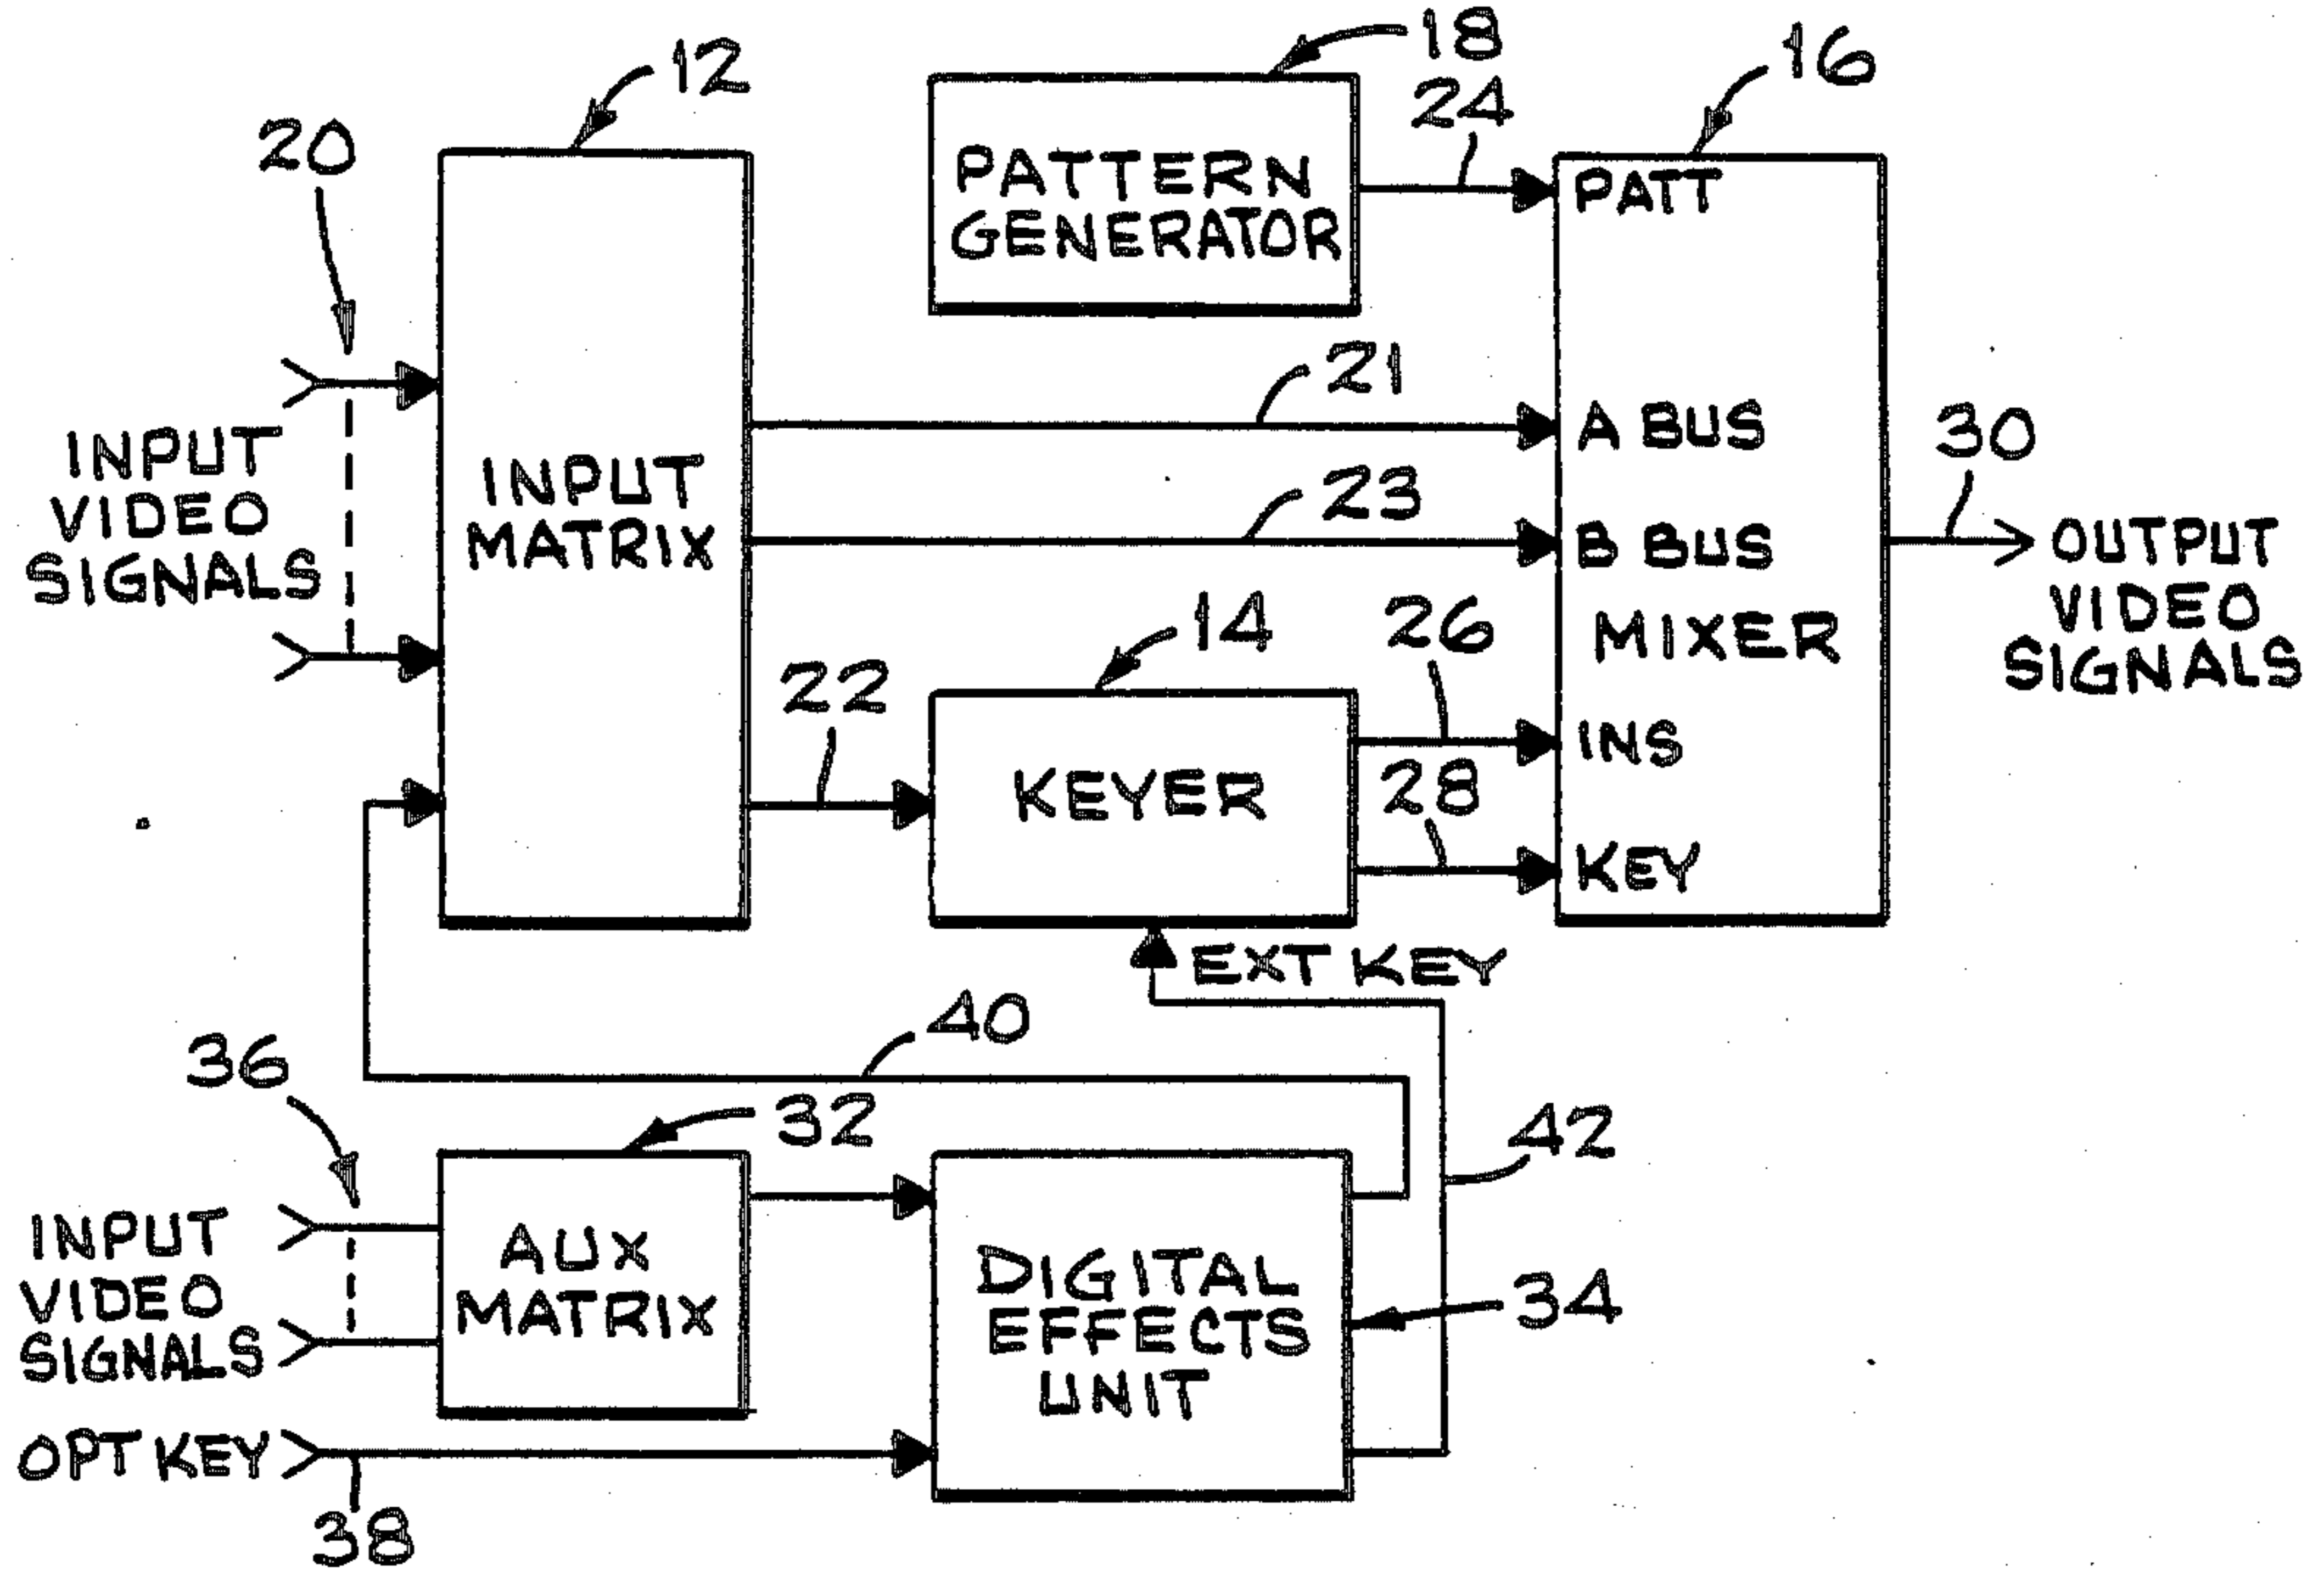 18
12
16
24
20
PATTERN
GENERATOR
PATT
21
A BUS
30
INPUT
VIDEO
SIGNALS
INPUT
MATRIX
23
B BUS
OUTPUT
VIDEO
SIGNALS
14
26
MIXER
22
INS
KEYER
28
KEY
EXT KEY
40
36
32
42
INPUT
VIDEO
SIGNALS
AUX
MATRIX
DIGITAL
EFFECTS
UNIT
34
OPT KEY
38